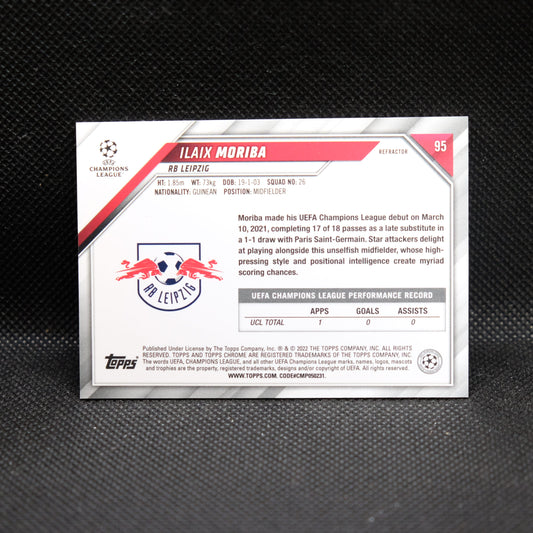 CHAMPIONS
LEAGUE®
ILAIX MORIBA
RB LEIPZIG
REFRACTOR
95
HT: 1.85m WT: 73kg DOB: 19-1-03 SQUAD NO: 26
NATIONALITY: GUINEAN POSITION: MIDFIELDER
Moriba made his UEFA Champions League debut on March
10, 2021, completing 17 of 18 passes as a late substitute in
a 1-1 draw with Paris Saint-Germain. Star attackers delight
at playing alongside this unselfish midfielder, whose high-
pressing style and positional intelligence create myriad
scoring chances.
RB LEIPZIG
UEFA CHAMPIONS LEAGUE PERFORMANCE RECORD
APPS GOALS ASSISTS
UCL TOTAL 1 0 0
Topps
Published Under License by The Topps Company, Inc. ® & © 2022 THE TOPPS COMPANY, INC. ALL RIGHTS
RESERVED. TOPPS AND TOPPS CHROME ARE REGISTERED TRADEMARKS OF THE TOPPS COMPANY, INC.
The words UEFA, CHAMPIONS LEAGUE, and all other UEFA Champions League marks, names, logos, mascots
and trophies are the property, registered trademarks, designs and/or copyright of UEFA. All rights reserved.
WWW.TOPPS.COM. CODE#CMP050231.